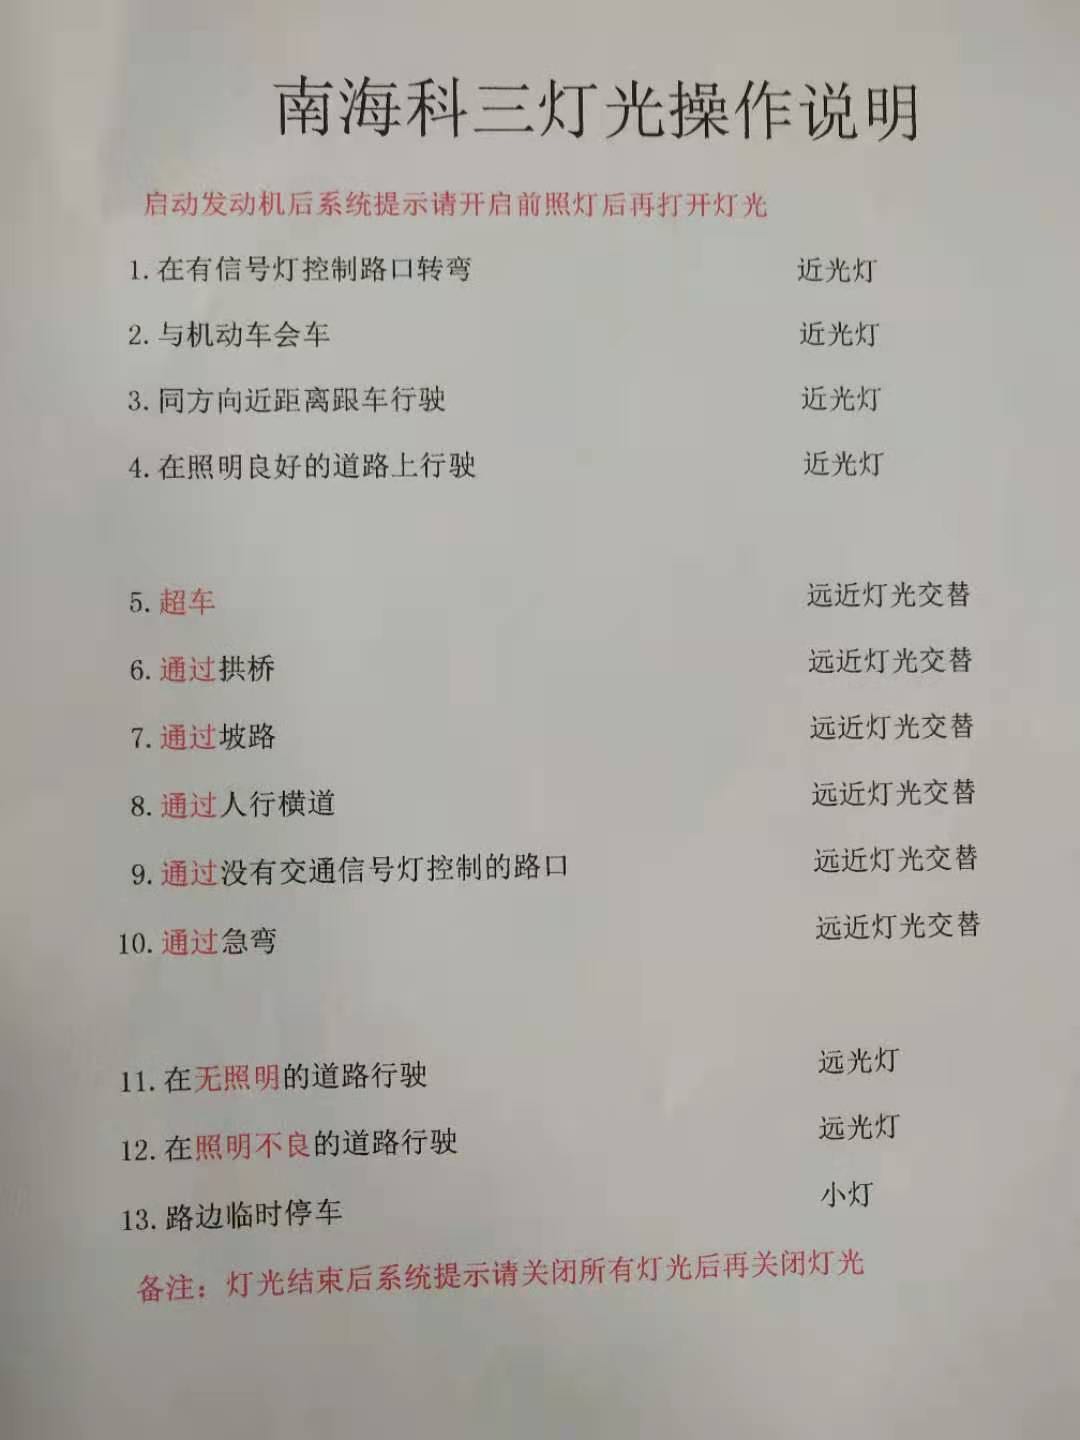 南海科三灯光操作说明
启动发动机后系统提示请开启前照灯后再打开灯光
1.在有信号灯控制路口转弯 近光灯
2.与机动车会车 近光灯
3.同方向近距离跟车行驶 近光灯
4.在照明良好的道路上行驶 近光灯
5.超车 远近灯光交替
6.通过拱桥 远近灯光交替
7.通过坡路 远近灯光交替
8.通过人行横道 远近灯光交替
9.通过没有交通信号灯控制的路口 远近灯光交替
10.通过急弯 远近灯光交替
11.在无照明的道路行驶 远光灯
12.在照明不良的道路行驶 远光灯
13.路边临时停车 小灯
备注：灯光结束后系统提示请关闭所有灯光后再关闭灯光